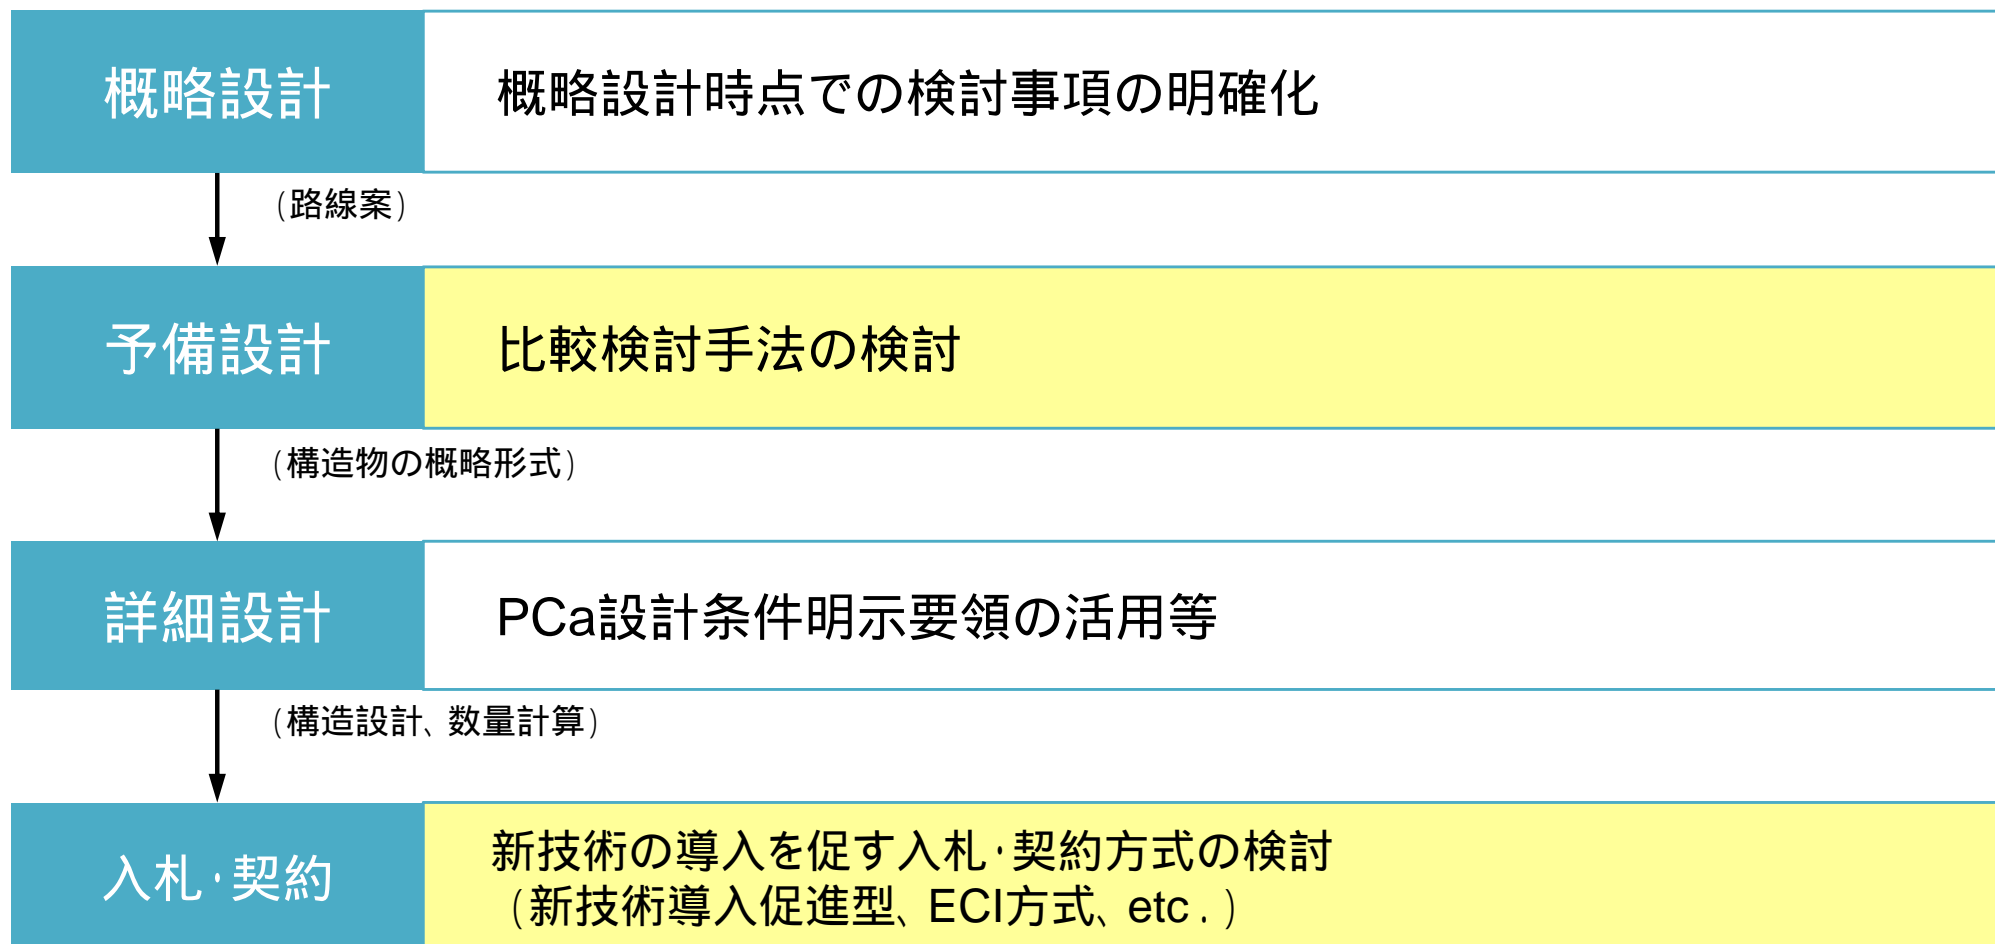 概略設計
概略設計時点での検討事項の明確化
（路線案）
予備設計
比較検討手法の検討
（構造物の概略形式）
詳細設計
PCa設計条件明示要領の活用等
（構造設計、数量計算）
入札・契約
新技術の導入を促す入札・契約方式の検討
（新技術導入促進型、ECI方式、etc．）